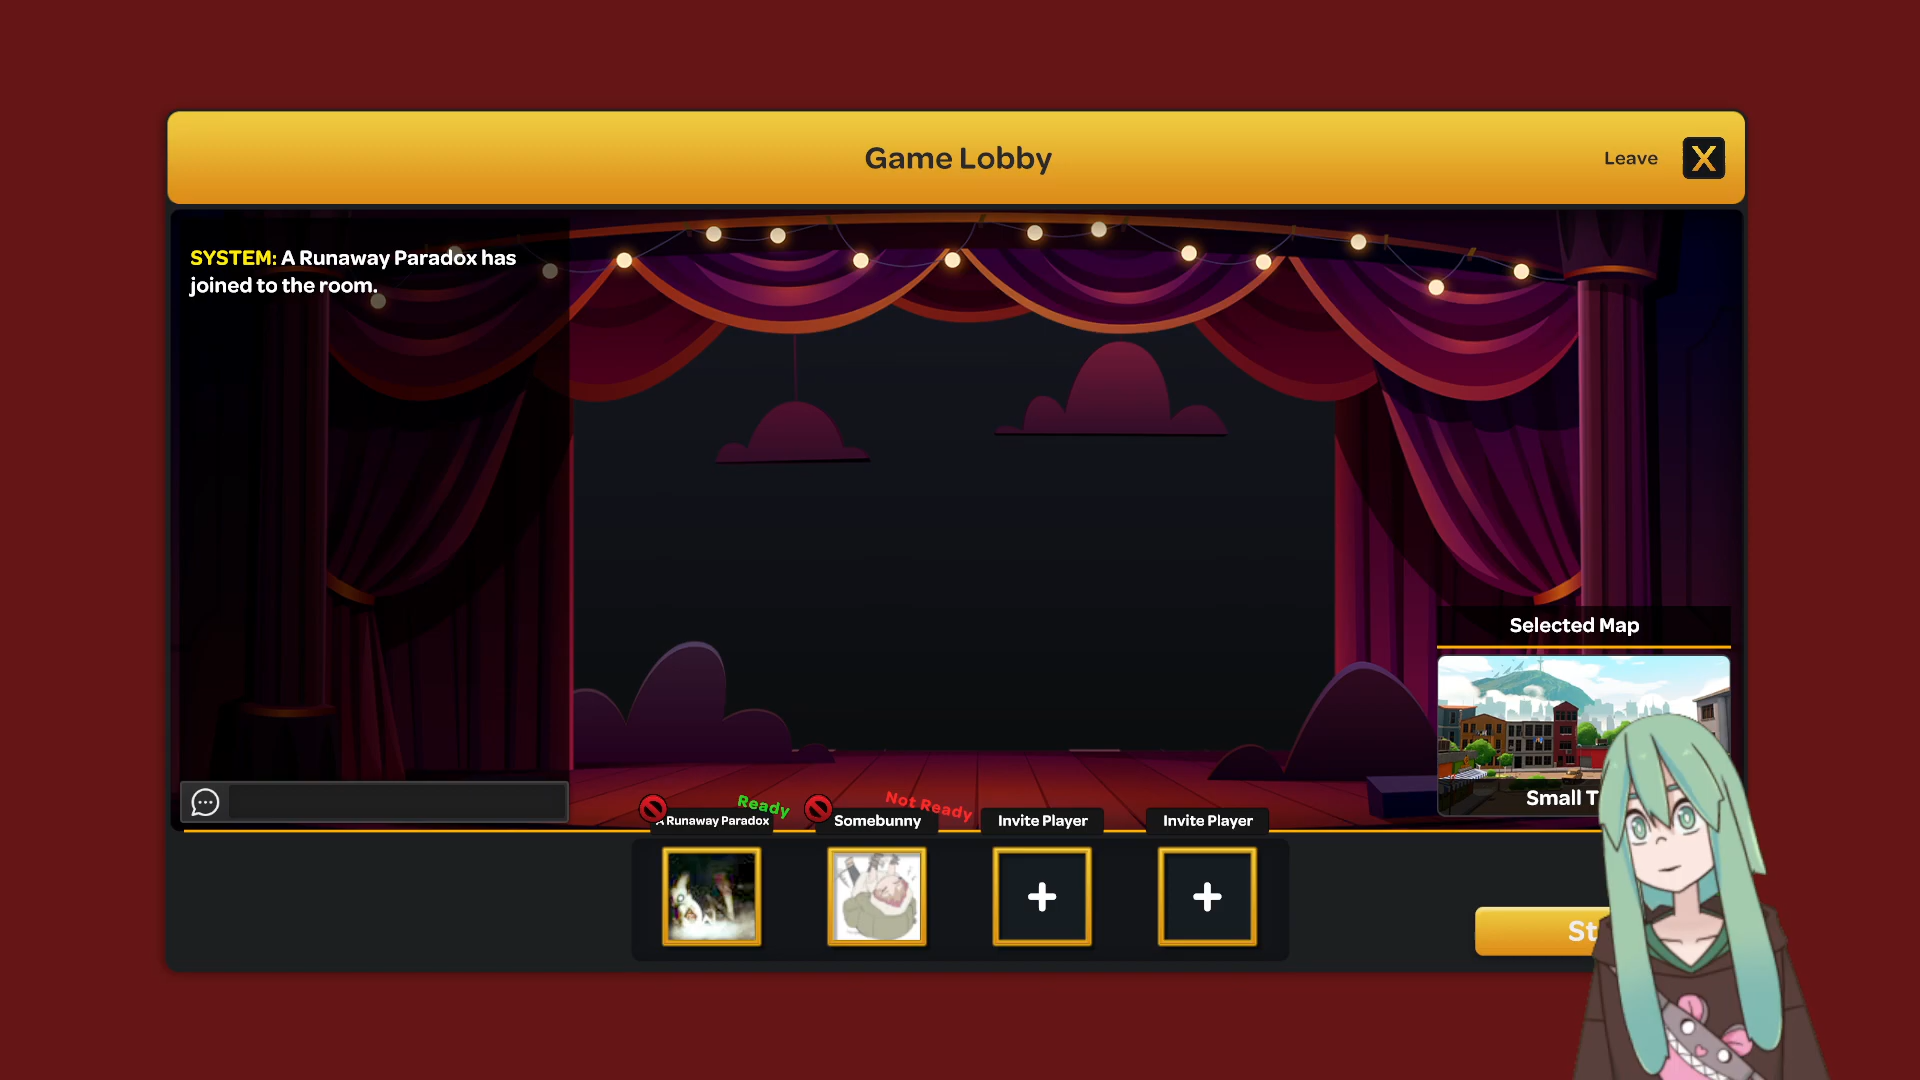 Game Lobby
Leave
X
SYSTEM: A Runaway Paradox has
joined to the room.
Selected Map
Small T
Ready
Not Ready
A Runaway Paradox
Somebunny
Invite Player
Invite Player
St